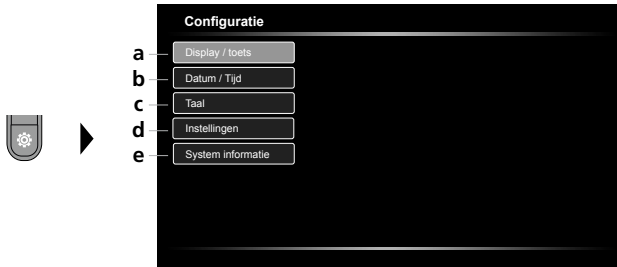 Configuratie
a Display / toets
b Datum / Tijd
c Taal
d Instellingen
e System informatie